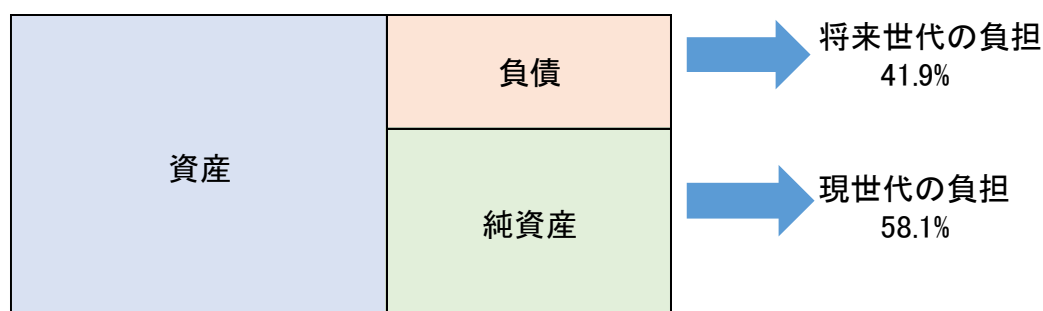 資産
負債
純資産
将来世代の負担
41.9%
現世代の負担
58.1%